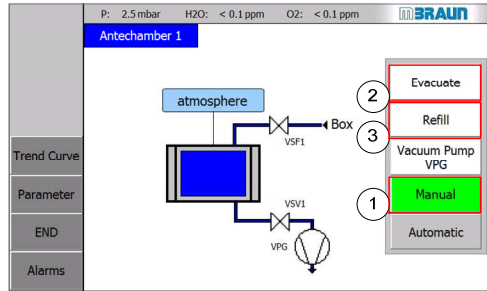 P: 2.5 mbar H2O: < 0.1 ppm O2: < 0.1 ppm MBRAUN
Antechamber 1
atmosphere
Box
VSF1
VSV1
VPG
Trend Curve
Parameter
END
Alarms
2
3
1
Evacuate
Refill
Vacuum Pump
VPG
Manual
Automatic